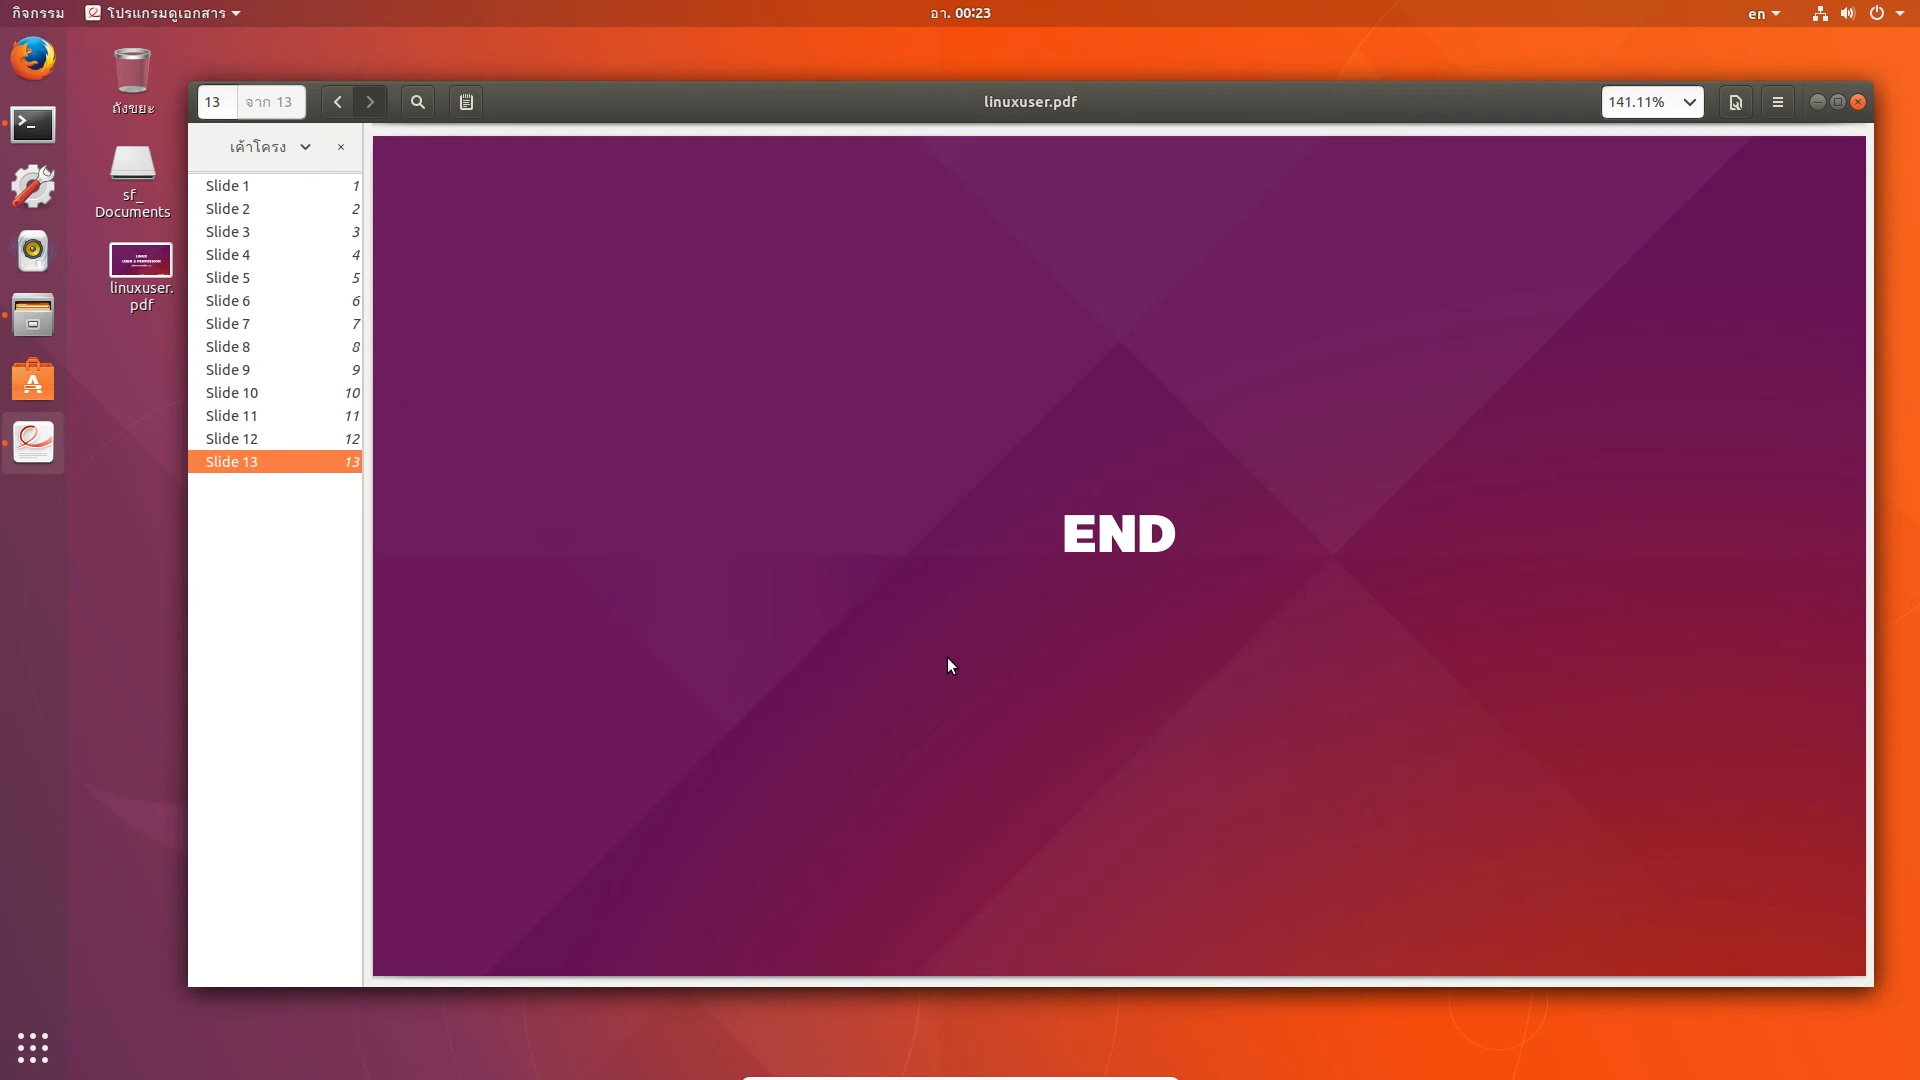 กิจกรรม
โปรแกรมดูเอกสาร
อา. 00:23
en
ถังขยะ
sf_
Documents
LINUX
USER & PERMISSION
linuxuser.
pdf
13 จาก 13
linuxuser.pdf
141.11%
เค้าโครง
Slide 1 1
Slide 2 2
Slide 3 3
Slide 4 4
Slide 5 5
Slide 6 6
Slide 7 7
Slide 8 8
Slide 9 9
Slide 10 10
Slide 11 11
Slide 12 12
Slide 13 13
END